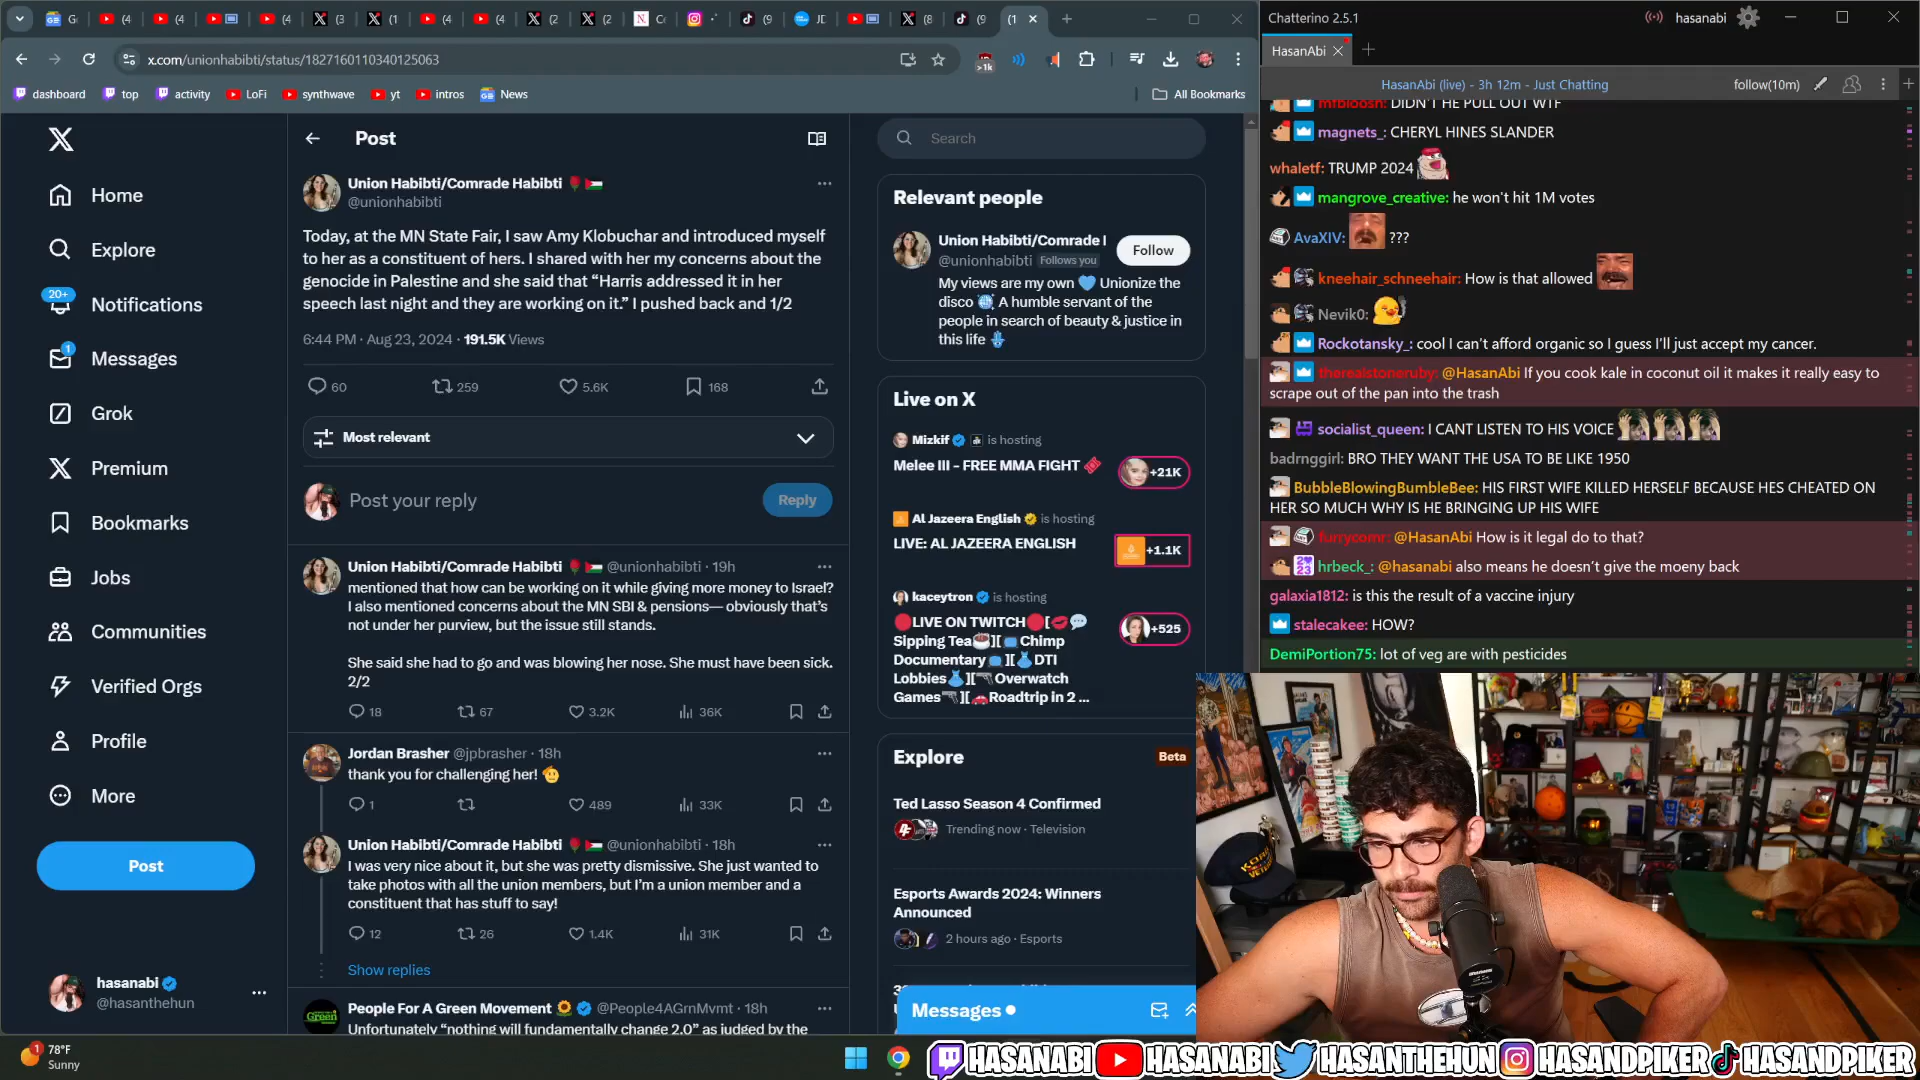 x.com/unionhabibti/status/1827160110340125063
dashboard
top
activity
LoFi
synthwave
yt
intros
News
All Bookmarks
Home
Explore
20+
Notifications
1
Messages
Grok
Premium
Bookmarks
Jobs
Communities
Verified Orgs
Profile
More
Post
hasanabi
@hasanthehun
Post
Union Habibti/Comrade Habibti
@unionhabibti
Today, at the MN State Fair, I saw Amy Klobuchar and introduced myself
to her as a constituent of hers. I shared with her my concerns about the
genocide in Palestine and she said that “Harris addressed it in her
speech last night and they are working on it.” I pushed back and 1/2
6:44 PM · Aug 23, 2024 · 191.5K Views
60
259
5.6K
168
Most relevant
Post your reply
Reply
Union Habibti/Comrade Habibti @unionhabibti · 19h
mentioned that how can be working on it while giving more money to Israel?
I also mentioned concerns about the MN SBI & pensions— obviously that’s
not under her purview, but the issue still stands.
She said she had to go and was blowing her nose. She must have been sick.
2/2
18
67
3.2K
36K
Jordan Brasher @jpbrasher · 18h
thank you for challenging her!
1
489
33K
Union Habibti/Comrade Habibti @unionhabibti · 18h
I was very nice about it, but she was pretty dismissive. She just wanted to
take photos with all the union members, but I’m a union member and a
constituent that has stuff to say!
12
26
1.4K
31K
Show replies
People For A Green Movement @People4AGrnMvmt · 18h
Unfortunately “nothing will fundamentally change 2.0” as judged by the
Search
Relevant people
Union Habibti/Comrade
@unionhabibti Follows you
Follow
My views are my own 💙 Unionize the
disco 🪩 A humble servant of the
people in search of beauty & justice in
this life 🪬
Live on X
Mizkif is hosting
Melee III - FREE MMA FIGHT
+21K
Al Jazeera English is hosting
LIVE: AL JAZEERA ENGLISH
+1.1K
kaceytron is hosting
🔴LIVE ON TWITCH🔴[💋💬
Sipping Tea☕][Chimp
Documentary][👗DTI
Lobbies👗][🔫Overwatch
Games🔫][🚗Roadtrip in 2 ...
+525
Explore
Beta
Ted Lasso Season 4 Confirmed
Trending now · Television
Esports Awards 2024: Winners
Announced
2 hours ago · Esports
Messages
Chatterino 2.5.1
hasanabi
HasanAbi
HasanAbi (live) - 3h 12m - Just Chatting
follow(10m)
mfbloosh: DIDN'T HE PULL OUT WTF
magnets_: CHERYL HINES SLANDER
whaletf: TRUMP 2024
mangrove_creative: he won't hit 1M votes
AvaXIV: ???
kneehair_schneehair: How is that allowed
Nevik0:
Rockotansky_: cool I can’t afford organic so I guess I’ll just accept my cancer.
therealstoneruby: @HasanAbi If you cook kale in coconut oil it makes it really easy to
scrape out of the pan into the trash
socialist_queen: I CANT LISTEN TO HIS VOICE
badrnggirl: BRO THEY WANT THE USA TO BE LIKE 1950
BubbleBlowingBumbleBee: HIS FIRST WIFE KILLED HERSELF BECAUSE HES CHEATED ON
HER SO MUCH WHY IS HE BRINGING UP HIS WIFE
furrycomr: @HasanAbi How is it legal do to that?
hrbeck_: @hasanabi also means he doesn’t give the moeny back
galaxia1812: is this the result of a vaccine injury
stalecakee: HOW?
DemiPortion75: lot of veg are with pesticides
1
78°F
Sunny
HASANABI
HASANABI
HASANTHEHUN
HASANDPIKER
HASANDPIKER